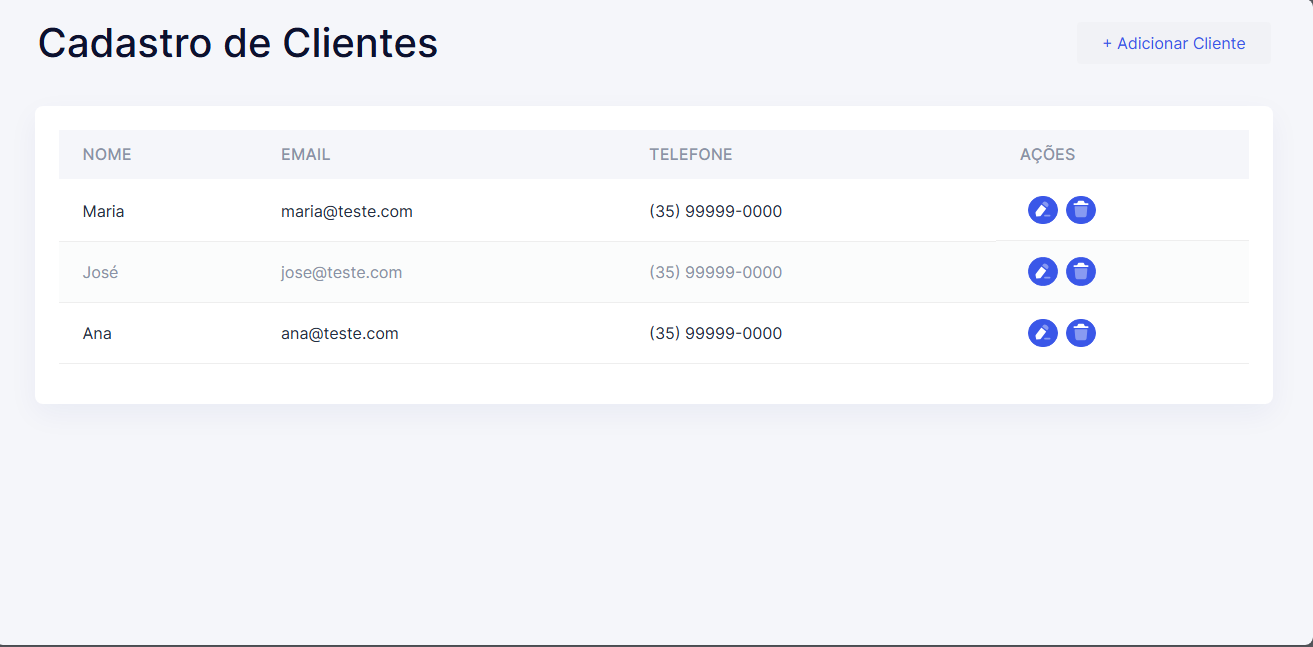 Cadastro de Clientes
+ Adicionar Cliente
NOME EMAIL TELEFONE AÇÕES
Maria maria@teste.com (35) 99999-0000
José jose@teste.com (35) 99999-0000
Ana ana@teste.com (35) 99999-0000